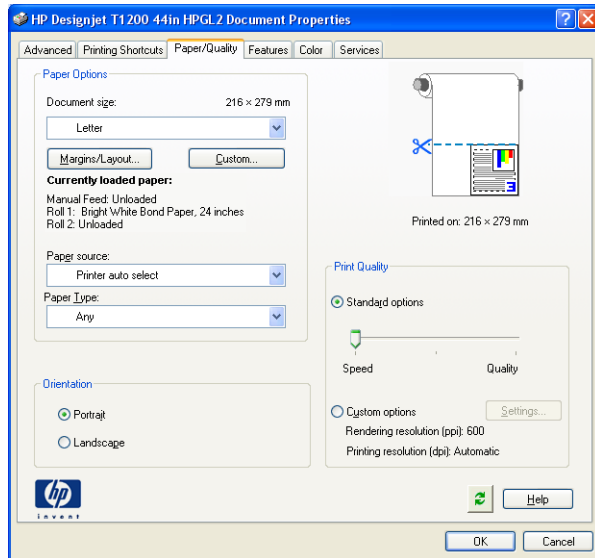 HP Designjet T1200 44in HPGL2 Document Properties
Advanced Printing Shortcuts Paper/Quality Features Color Services
Paper Options
Document size: 216 × 279 mm
Letter
Margins/Layout... Custom...
Currently loaded paper:
Manual Feed: Unloaded
Roll 1: Bright White Bond Paper, 24 inches
Roll 2: Unloaded
Paper source:
Printer auto select
Paper Type:
Any
Orientation
Portrait
Landscape
3
Printed on: 216 × 279 mm
Print Quality
Standard options
Speed Quality
Custom options Settings...
Rendering resolution (ppi): 600
Printing resolution (dpi): Automatic
hp
invent
Help
OK Cancel